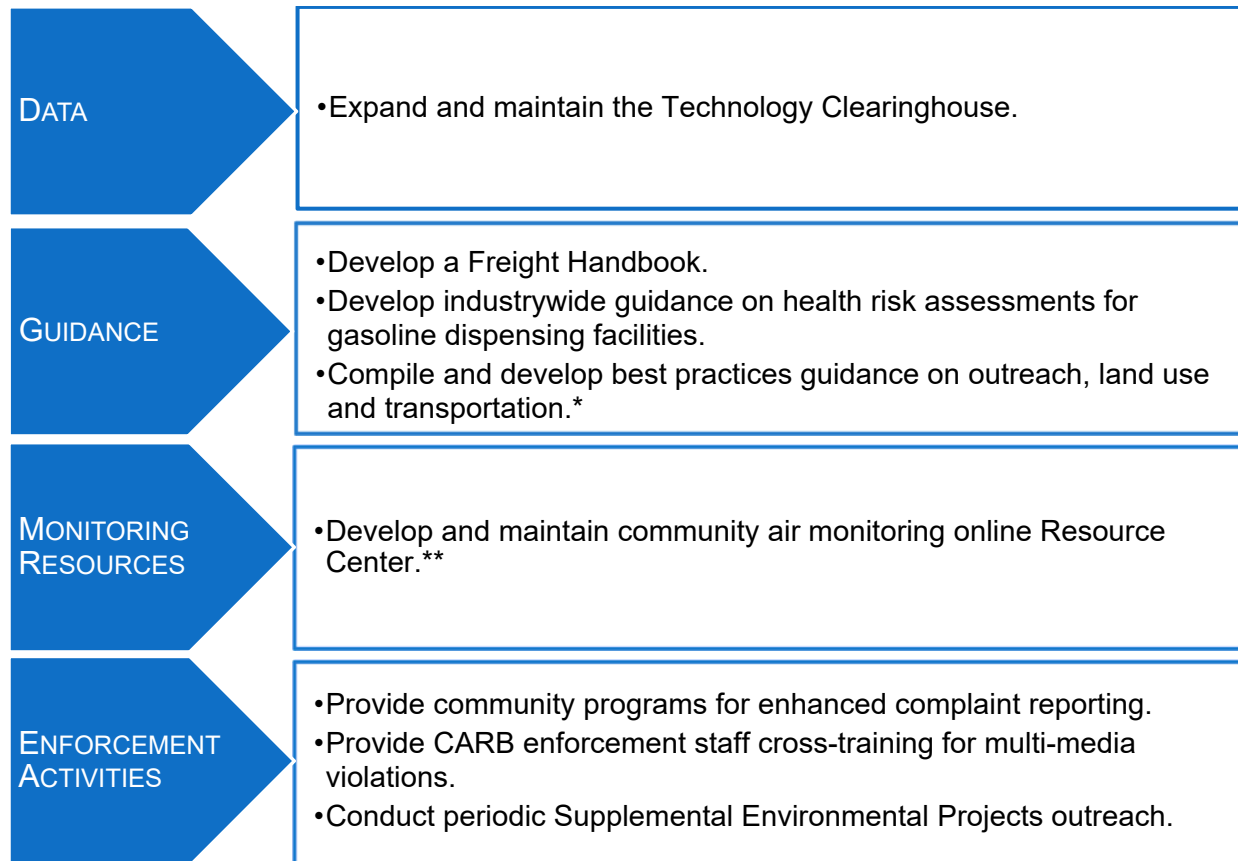 DATA
•Expand and maintain the Technology Clearinghouse.
GUIDANCE
•Develop a Freight Handbook.
•Develop industrywide guidance on health risk assessments for
gasoline dispensing facilities.
•Compile and develop best practices guidance on outreach, land use
and transportation.*
MONITORING
RESOURCES
•Develop and maintain community air monitoring online Resource
Center.**
ENFORCEMENT
ACTIVITIES
•Provide community programs for enhanced complaint reporting.
•Provide CARB enforcement staff cross-training for multi-media
violations.
•Conduct periodic Supplemental Environmental Projects outreach.